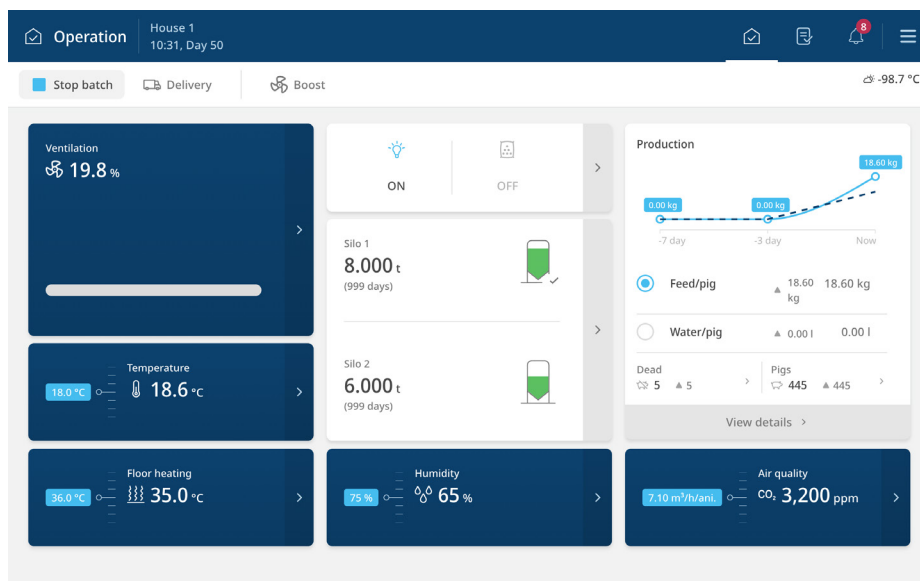 Operation
House 1
10:31, Day 50
8
Stop batch
Delivery
Boost
-98.7 °C
Ventilation
19.8 %
ON
OFF
Silo 1
8.000 t
(999 days)
Silo 2
6.000 t
(999 days)
Production
18.60 kg
0.00 kg
0.00 kg
-7 day
-3 day
Now
Feed/pig
▲ 18.60 kg
18.60 kg
Water/pig
▲ 0.00 l
0.00 l
Dead
5 ▲ 5
Pigs
445 ▲ 445
View details >
Temperature
18.0 °C
18.6 °C
Floor heating
36.0 °C
35.0 °C
Humidity
75 %
65 %
Air quality
7.10 m³/h/ani.
CO₂ 3,200 ppm